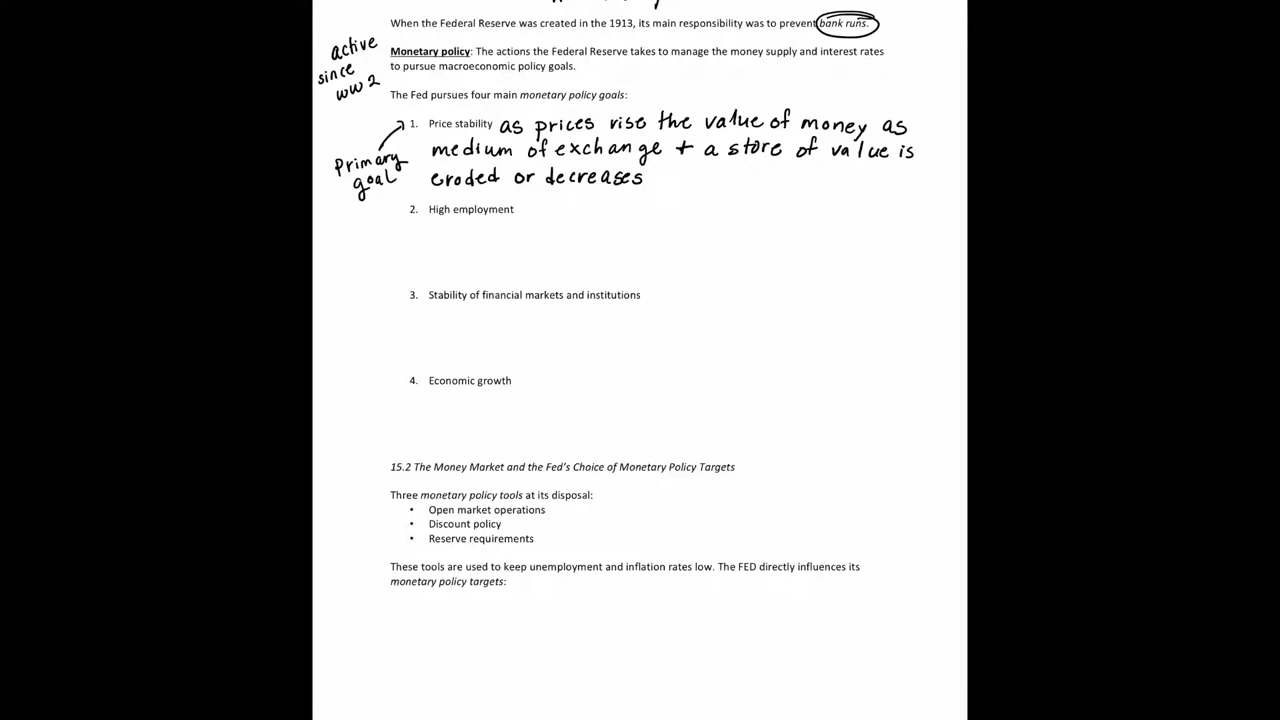 When the Federal Reserve was created in the 1913, its main responsibility was to prevent bank runs.
active
since
ww2
Monetary policy: The actions the Federal Reserve takes to manage the money supply and interest rates
to pursue macroeconomic policy goals.
The Fed pursues four main monetary policy goals:
Primary
goal
1. Price stability as prices rise the value of money as
medium of exchange + a store of value is
eroded or decreases
2. High employment
3. Stability of financial markets and institutions
4. Economic growth
15.2 The Money Market and the Fed's Choice of Monetary Policy Targets
Three monetary policy tools at its disposal:
• Open market operations
• Discount policy
• Reserve requirements
These tools are used to keep unemployment and inflation rates low. The FED directly influences its
monetary policy targets: